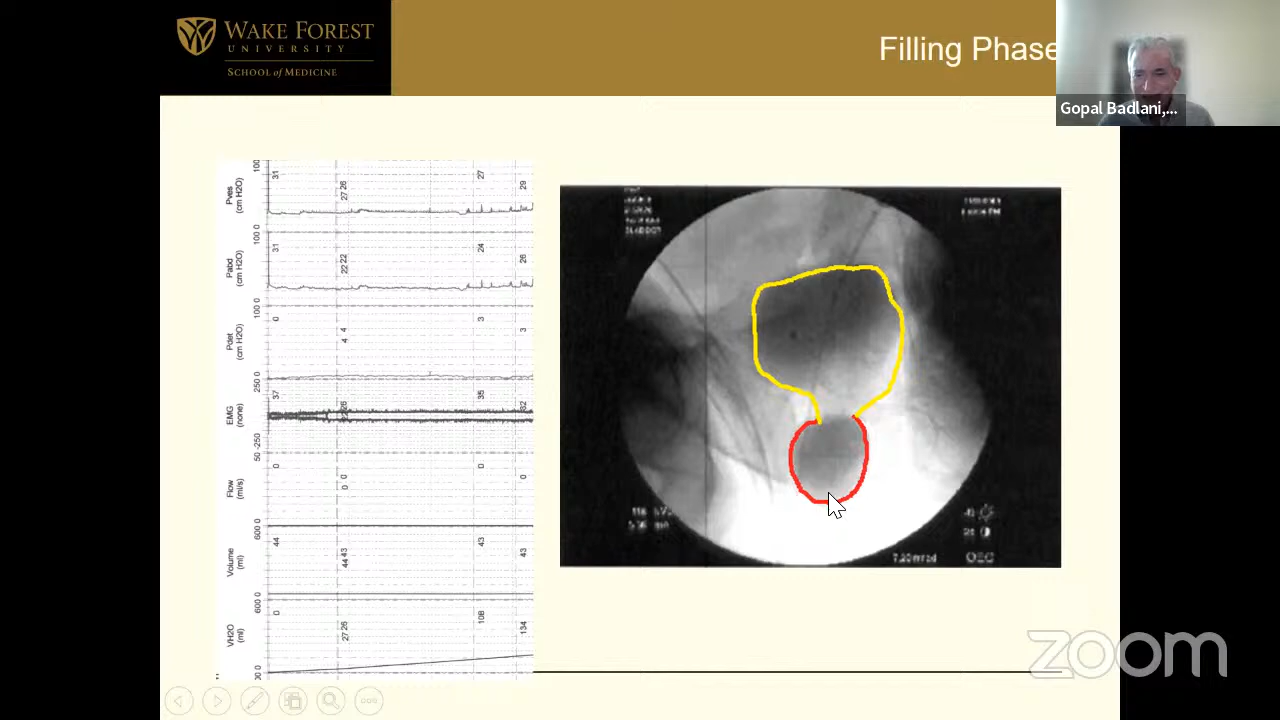 WAKE FOREST
UNIVERSITY
SCHOOL of MEDICINE
Filling Phase
Gopal Badlani,...
Pves
(cm H2O)
100
31
27 26
27
29
Pabd
(cm H2O)
100 0
31
22 22
24
26
Pdet
(cm H2O)
100 0
0
4 4
3
3
EMG
(none)
250 0
37
35
32
Flow
(ml/s)
50 -250
0
0 0
0
0
Volume
(ml)
600 0
44
44 43
43
43
VH2O
(ml)
600 0
0
27 26
108
134
OEC
zoom